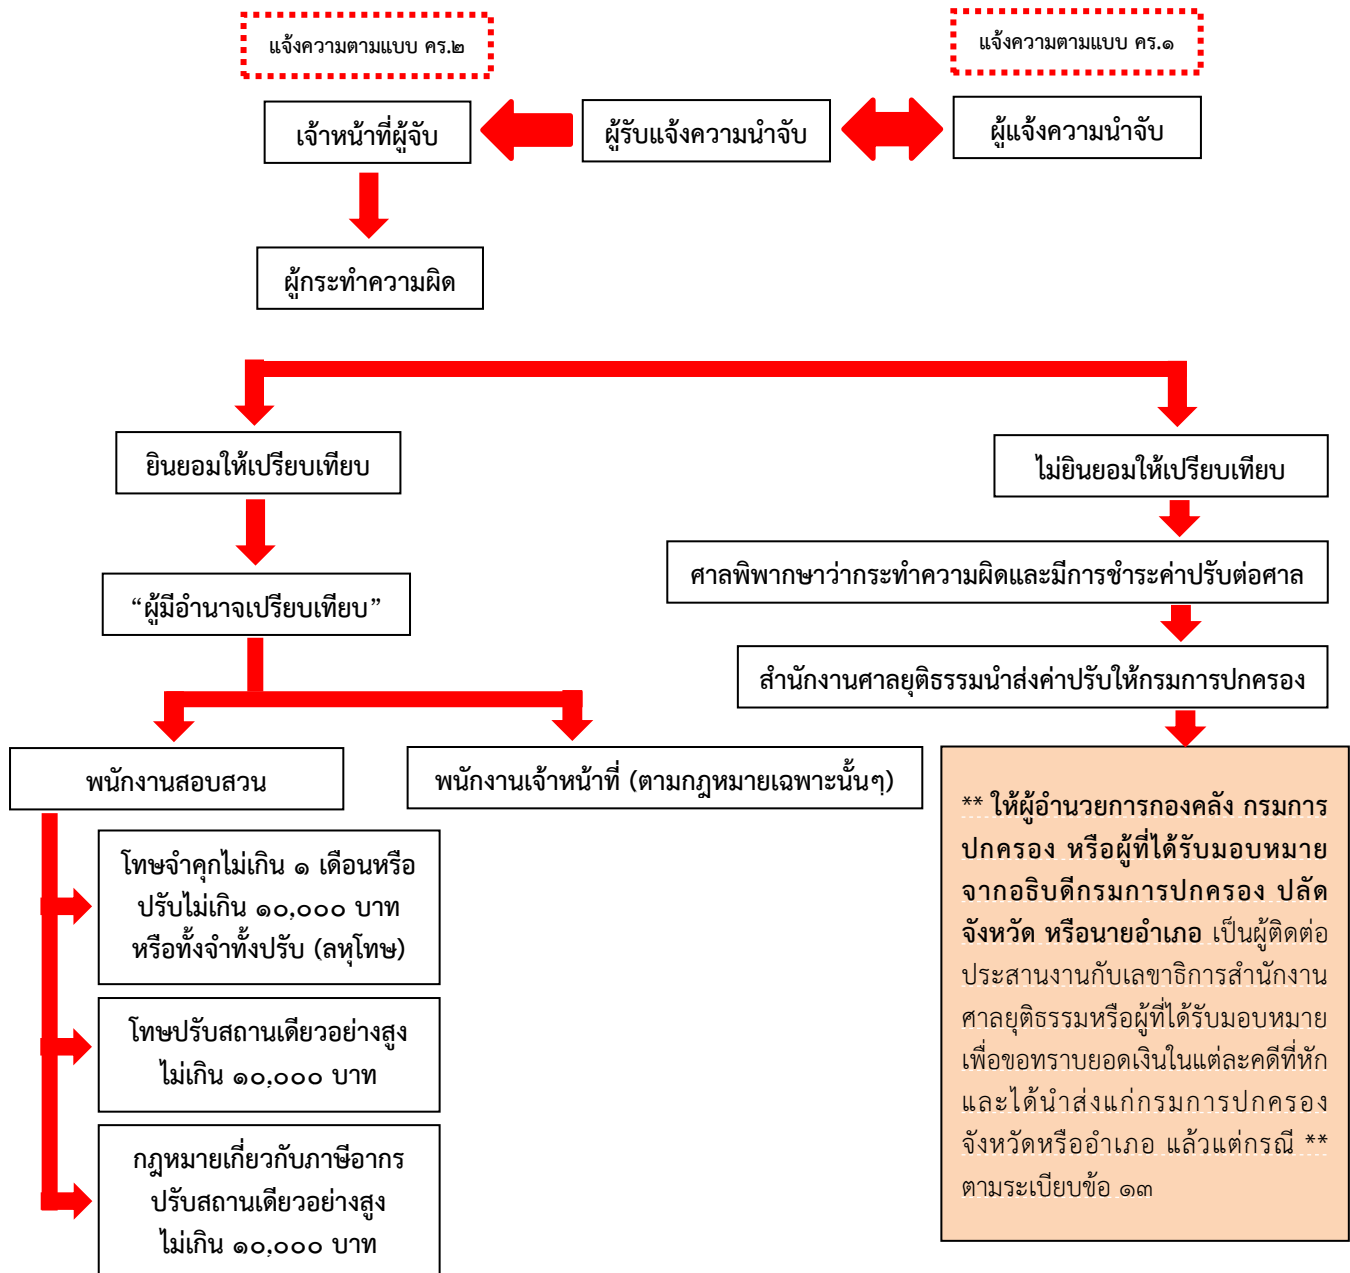 แจ้งความตามแบบ คร.๒
แจ้งความตามแบบ คร.๑
เจ้าหน้าที่ผู้จับ
ผู้รับแจ้งความนำจับ
ผู้แจ้งความนำจับ
ผู้กระทำความผิด
ยินยอมให้เปรียบเทียบ
ไม่ยินยอมให้เปรียบเทียบ
“ผู้มีอำนาจเปรียบเทียบ”
ศาลพิพากษาว่ากระทำความผิดและมีการชำระค่าปรับต่อศาล
สำนักงานศาลยุติธรรมนำส่งค่าปรับให้กรมการปกครอง
พนักงานสอบสวน
พนักงานเจ้าหน้าที่ (ตามกฎหมายเฉพาะนั้นๆ)
โทษจำคุกไม่เกิน ๑ เดือนหรือ
ปรับไม่เกิน ๑๐,๐๐๐ บาท
หรือทั้งจำทั้งปรับ (ลหุโทษ)
โทษปรับสถานเดียวอย่างสูง
ไม่เกิน ๑๐,๐๐๐ บาท
กฎหมายเกี่ยวกับภาษีอากร
ปรับสถานเดียวอย่างสูง
ไม่เกิน ๑๐,๐๐๐ บาท
** ให้ผู้อำนวยการกองคลัง กรมการ
ปกครอง หรือผู้ที่ได้รับมอบหมาย
จากอธิบดีกรมการปกครอง ปลัด
จังหวัด หรือนายอำเภอ เป็นผู้ติดต่อ
ประสานงานกับเลขาธิการสำนักงาน
ศาลยุติธรรมหรือผู้ที่ได้รับมอบหมาย
เพื่อขอทราบยอดเงินในแต่ละคดีที่หัก
และได้นำส่งแก่กรมการปกครอง
จังหวัดหรืออำเภอ แล้วแต่กรณี **
ตามระเบียบข้อ ๑๓